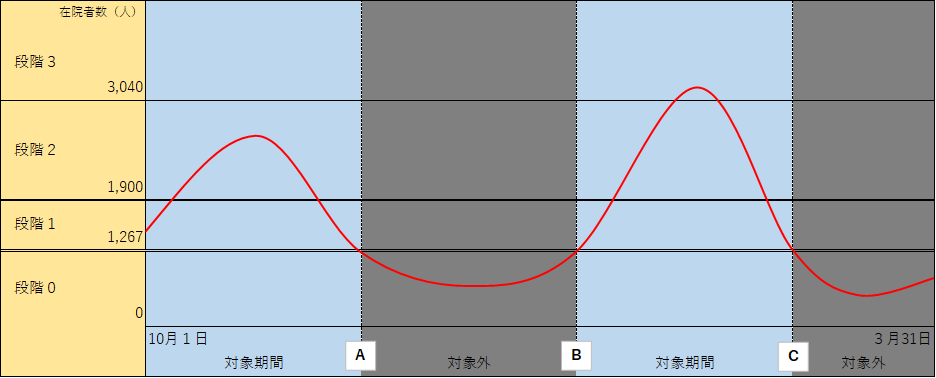 在院者数（人）
段階３
3,040
段階２
1,900
段階１
1,267
段階０
0
10月１日
３月31日
対象期間
A
対象外
B
対象期間
C
対象外